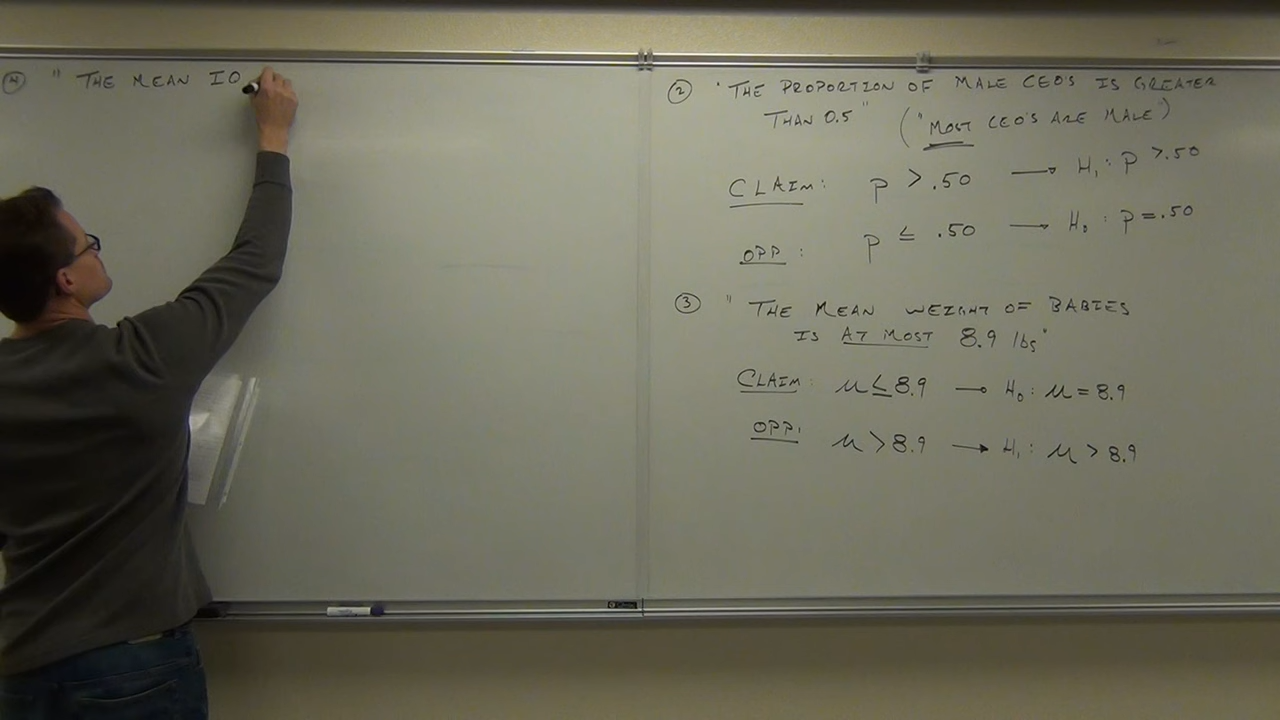 ④ " THE MEAN IO
② " THE PROPORTION OF MALE CEO'S IS GREATER
THAN 0.5 " ("MOST CEO'S ARE MALE")
CLAIM: p > .50 → H₁: p > .50
OPP: p ≤ .50 → H₀: p = .50
③ " THE MEAN WEIGHT OF BABIES
IS AT MOST 8.9 lbs"
CLAIM: μ ≤ 8.9 → H₀: μ = 8.9
OPP: μ > 8.9 → H₁: μ > 8.9